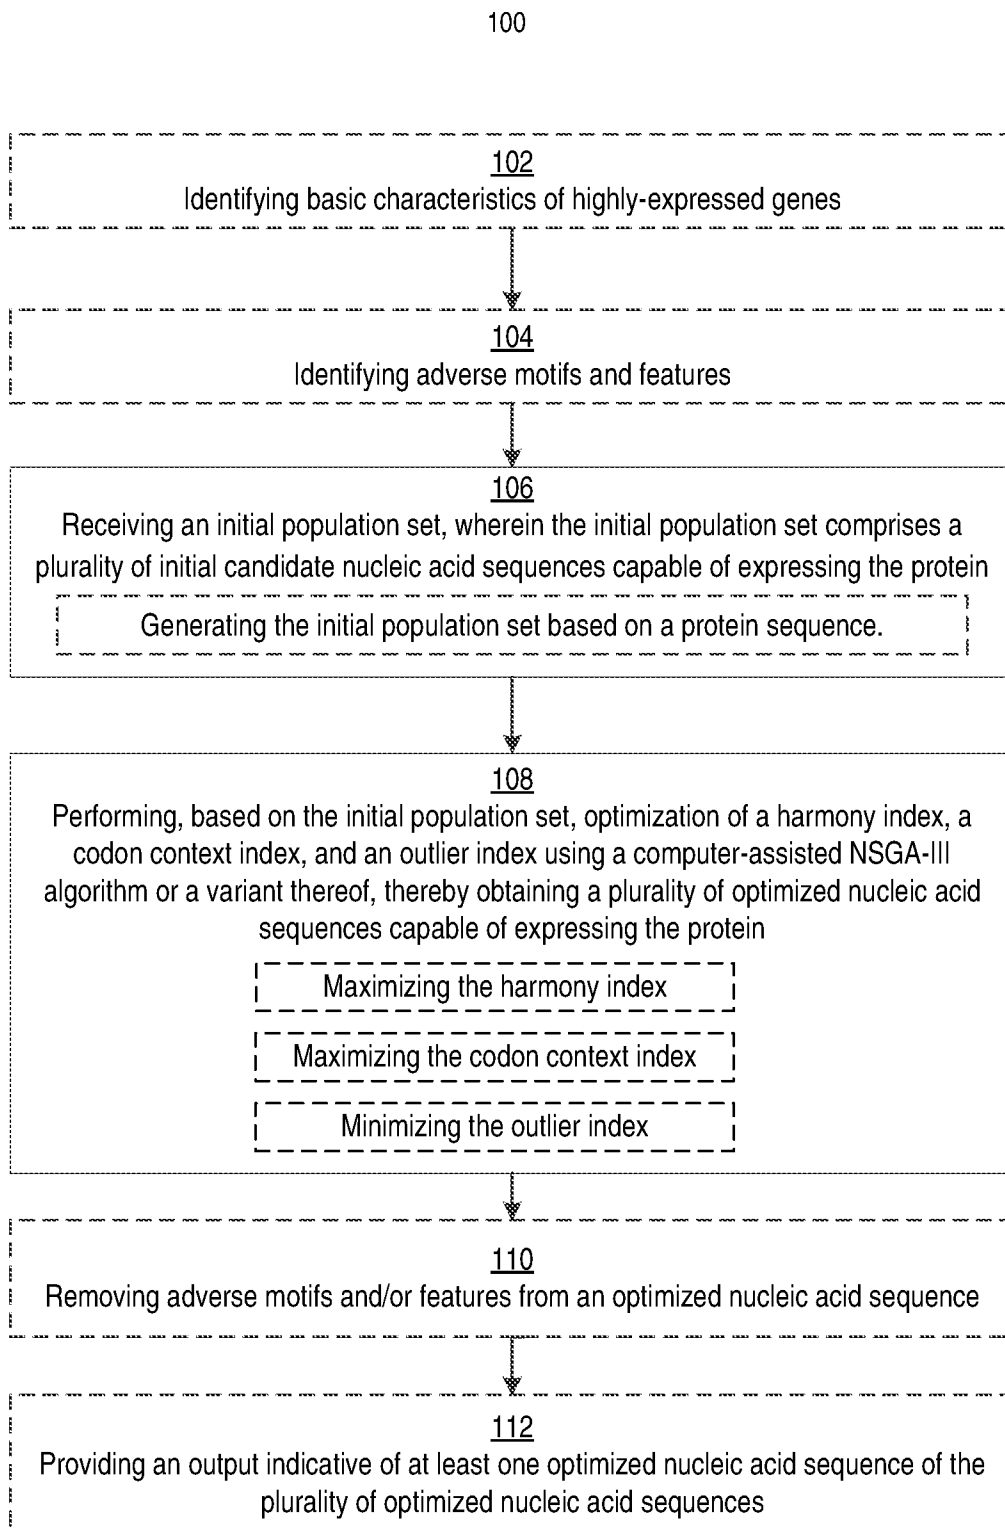 100
102
Identifying basic characteristics of highly-expressed genes
104
Identifying adverse motifs and features
106
Receiving an initial population set, wherein the initial population set comprises a
plurality of initial candidate nucleic acid sequences capable of expressing the protein
Generating the initial population set based on a protein sequence.
108
Performing, based on the initial population set, optimization of a harmony index, a
codon context index, and an outlier index using a computer-assisted NSGA-III
algorithm or a variant thereof, thereby obtaining a plurality of optimized nucleic acid
sequences capable of expressing the protein
Maximizing the harmony index
Maximizing the codon context index
Minimizing the outlier index
110
Removing adverse motifs and/or features from an optimized nucleic acid sequence
112
Providing an output indicative of at least one optimized nucleic acid sequence of the
plurality of optimized nucleic acid sequences